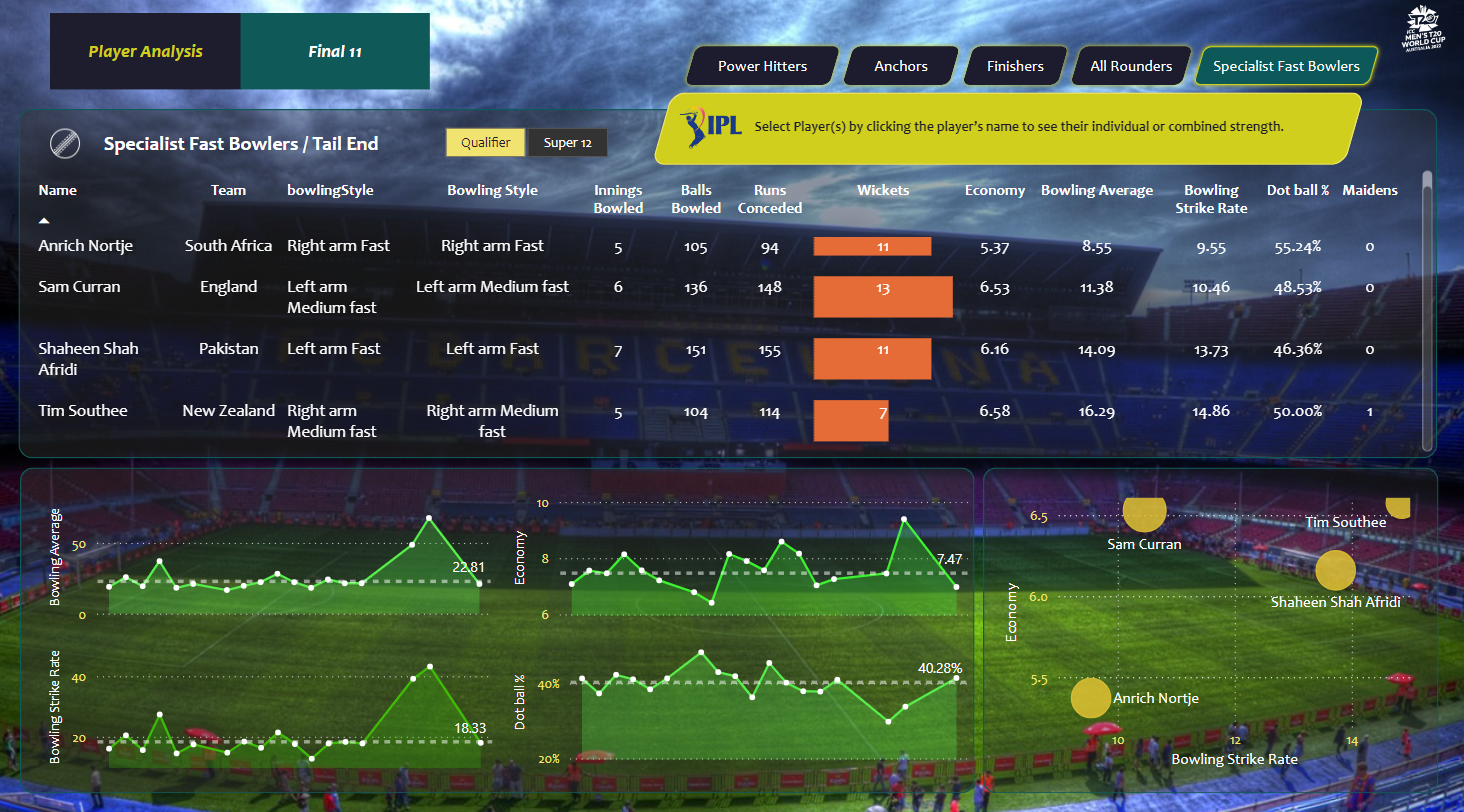 Player Analysis
Final 11
T20
ICC
MEN'S T20
WORLD CUP
AUSTRALIA 2022
Power Hitters
Anchors
Finishers
All Rounders
Specialist Fast Bowlers
IPL
Select Player(s) by clicking the player's name to see their individual or combined strength.
Specialist Fast Bowlers / Tail End
Qualifier
Super 12
Name Team bowlingStyle Bowling Style Innings Bowled Balls Bowled Runs Conceded Wickets Economy Bowling Average Bowling Strike Rate Dot ball % Maidens
Anrich Nortje South Africa Right arm Fast Right arm Fast 5 105 94 11 5.37 8.55 9.55 55.24% 0
Sam Curran England Left arm Medium fast Left arm Medium fast 6 136 148 13 6.53 11.38 10.46 48.53% 0
Shaheen Shah Afridi Pakistan Left arm Fast Left arm Fast 7 151 155 11 6.16 14.09 13.73 46.36% 0
Tim Southee New Zealand Right arm Medium fast Right arm Medium fast 5 104 114 7 6.58 16.29 14.86 50.00% 1
BARCELONA
Bowling Average
50
0
22.81
Economy
10
8
6
7.47
Bowling Strike Rate
40
20
18.33
Dot ball %
40%
20%
40.28%
Economy
6.5
6.0
5.5
Sam Curran
Tim Southee
Shaheen Shah Afridi
Anrich Nortje
10
12
14
Bowling Strike Rate